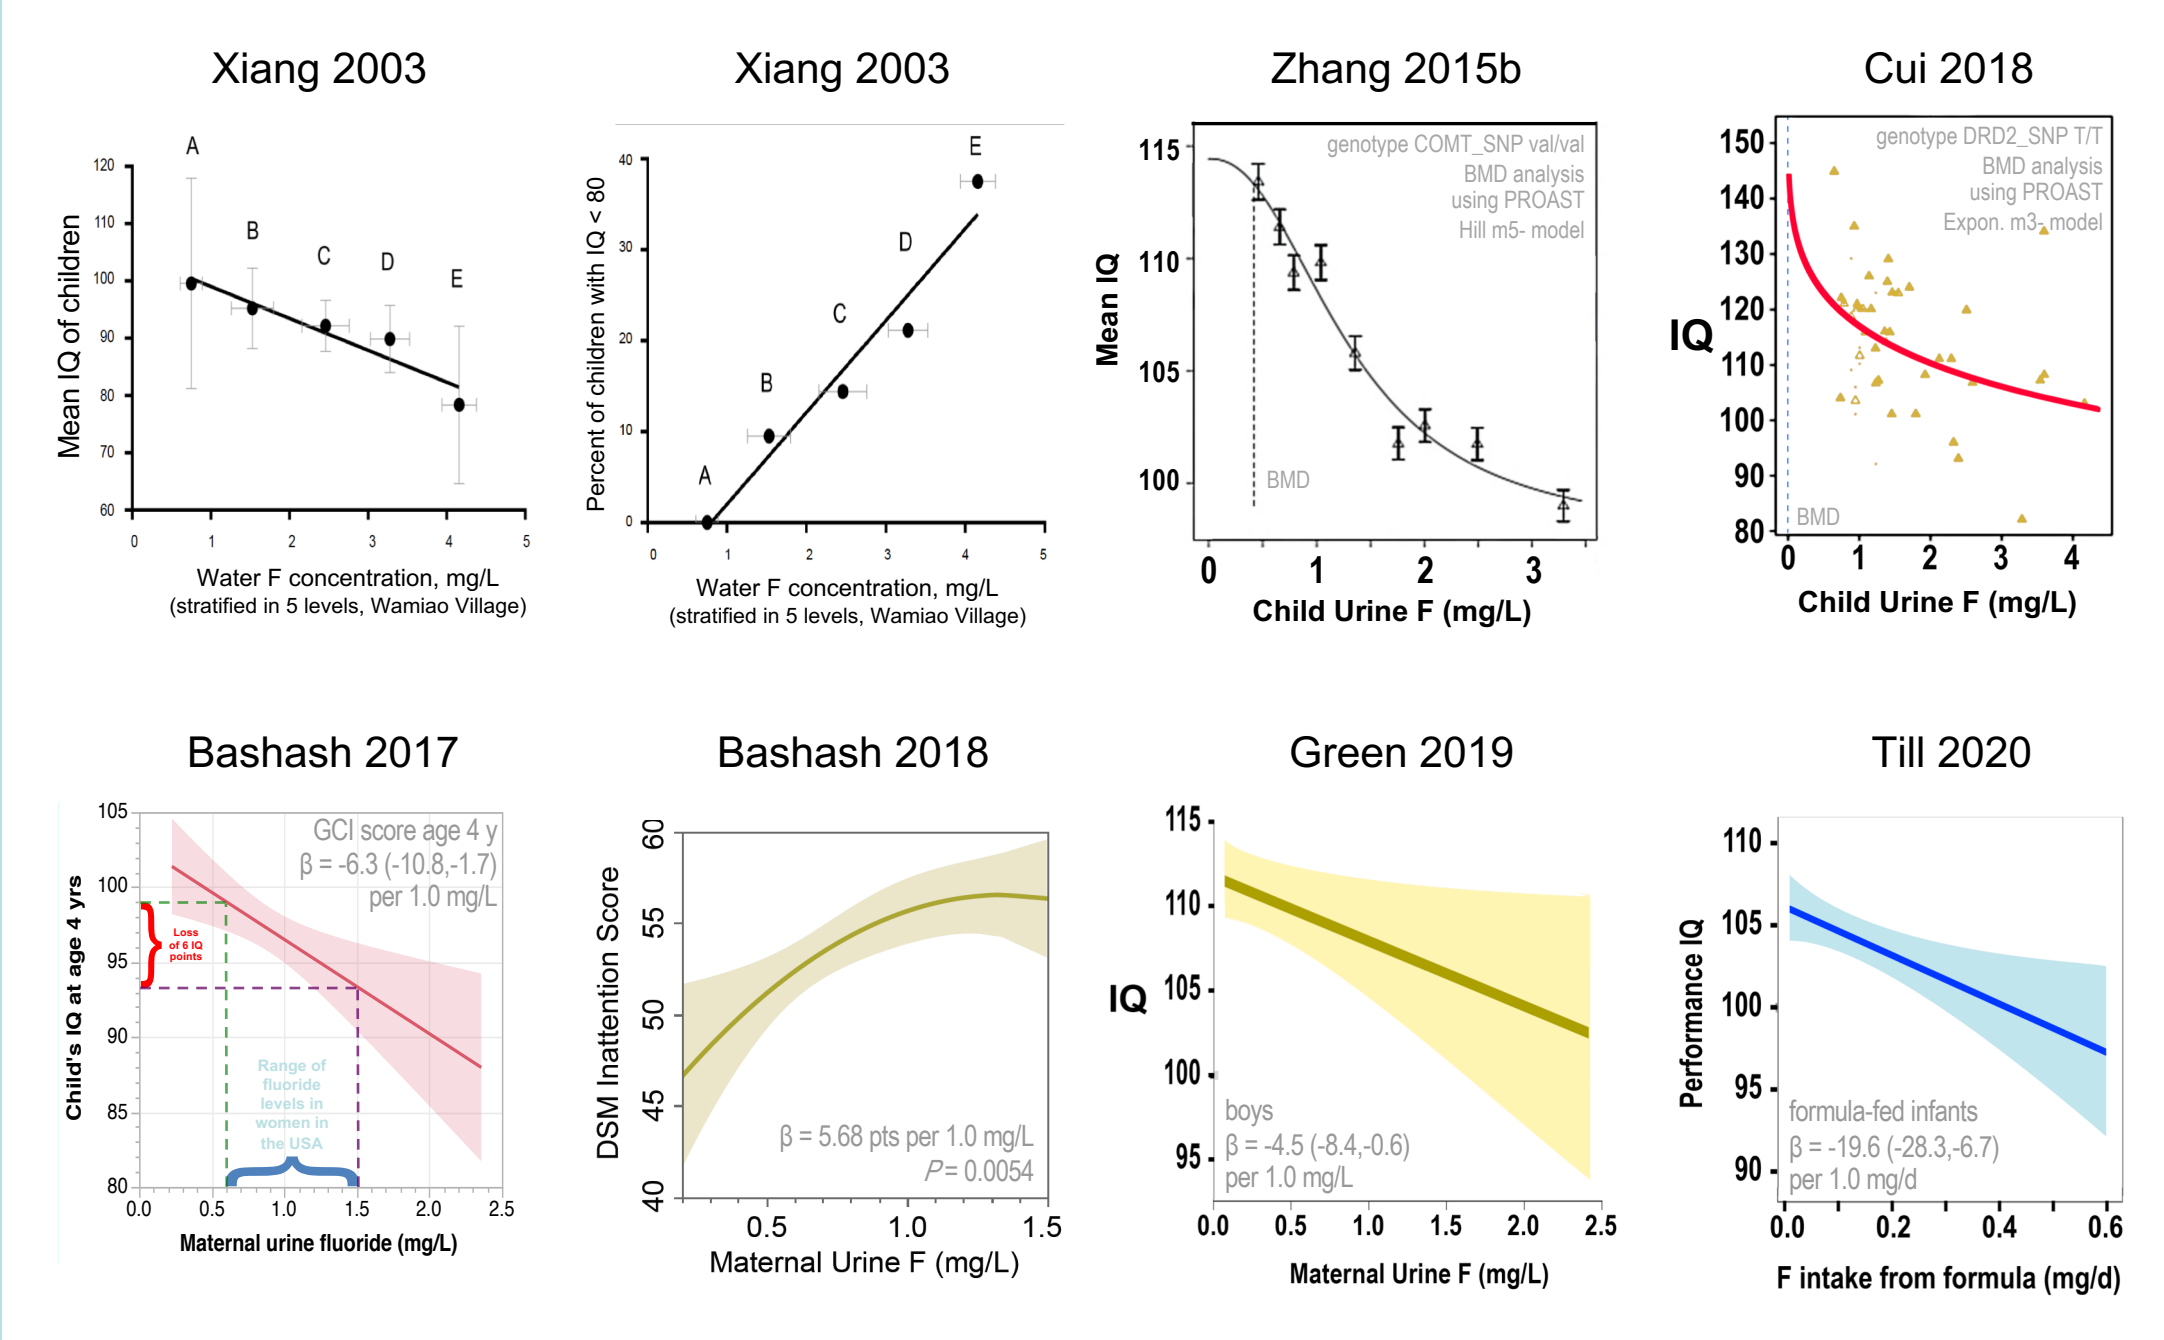 Xiang 2003
Xiang 2003
Zhang 2015b
Cui 2018
A
B
C
D
E
120
110
100
90
80
70
60
0 1 2 3 4 5
Mean IQ of children
Water F concentration, mg/L
(stratified in 5 levels, Wamiao Village)
E
D
C
B
A
40
30
20
10
0
0 1 2 3 4 5
Percent of children with IQ < 80
Water F concentration, mg/L
(stratified in 5 levels, Wamiao Village)
genotype COMT_SNP val/val
BMD analysis
using PROAST
Hill m5- model
115
110
105
100
Mean IQ
BMD
0 1 2 3
Child Urine F (mg/L)
genotype DRD2_SNP T/T
BMD analysis
using PROAST
Expon. m3- model
150
140
130
120
110
100
90
80
IQ
BMD
0 1 2 3 4
Child Urine F (mg/L)
Bashash 2017
Bashash 2018
Green 2019
Till 2020
GCI score age 4 y
β = -6.3 (-10.8,-1.7)
per 1.0 mg/L
105
100
95
90
85
80
Child's IQ at age 4 yrs
Loss
of 6 IQ
points
Range of
fluoride
levels in
women in
the USA
0.0 0.5 1.0 1.5 2.0 2.5
Maternal urine fluoride (mg/L)
60
55
50
45
40
DSM Inattention Score
β = 5.68 pts per 1.0 mg/L
P = 0.0054
0.5 1.0 1.5
Maternal Urine F (mg/L)
115
110
105
100
95
IQ
boys
β = -4.5 (-8.4,-0.6)
per 1.0 mg/L
0.0 0.5 1.0 1.5 2.0 2.5
Maternal Urine F (mg/L)
110
105
100
95
90
Performance IQ
formula-fed infants
β = -19.6 (-28.3,-6.7)
per 1.0 mg/d
0.0 0.2 0.4 0.6
F intake from formula (mg/d)